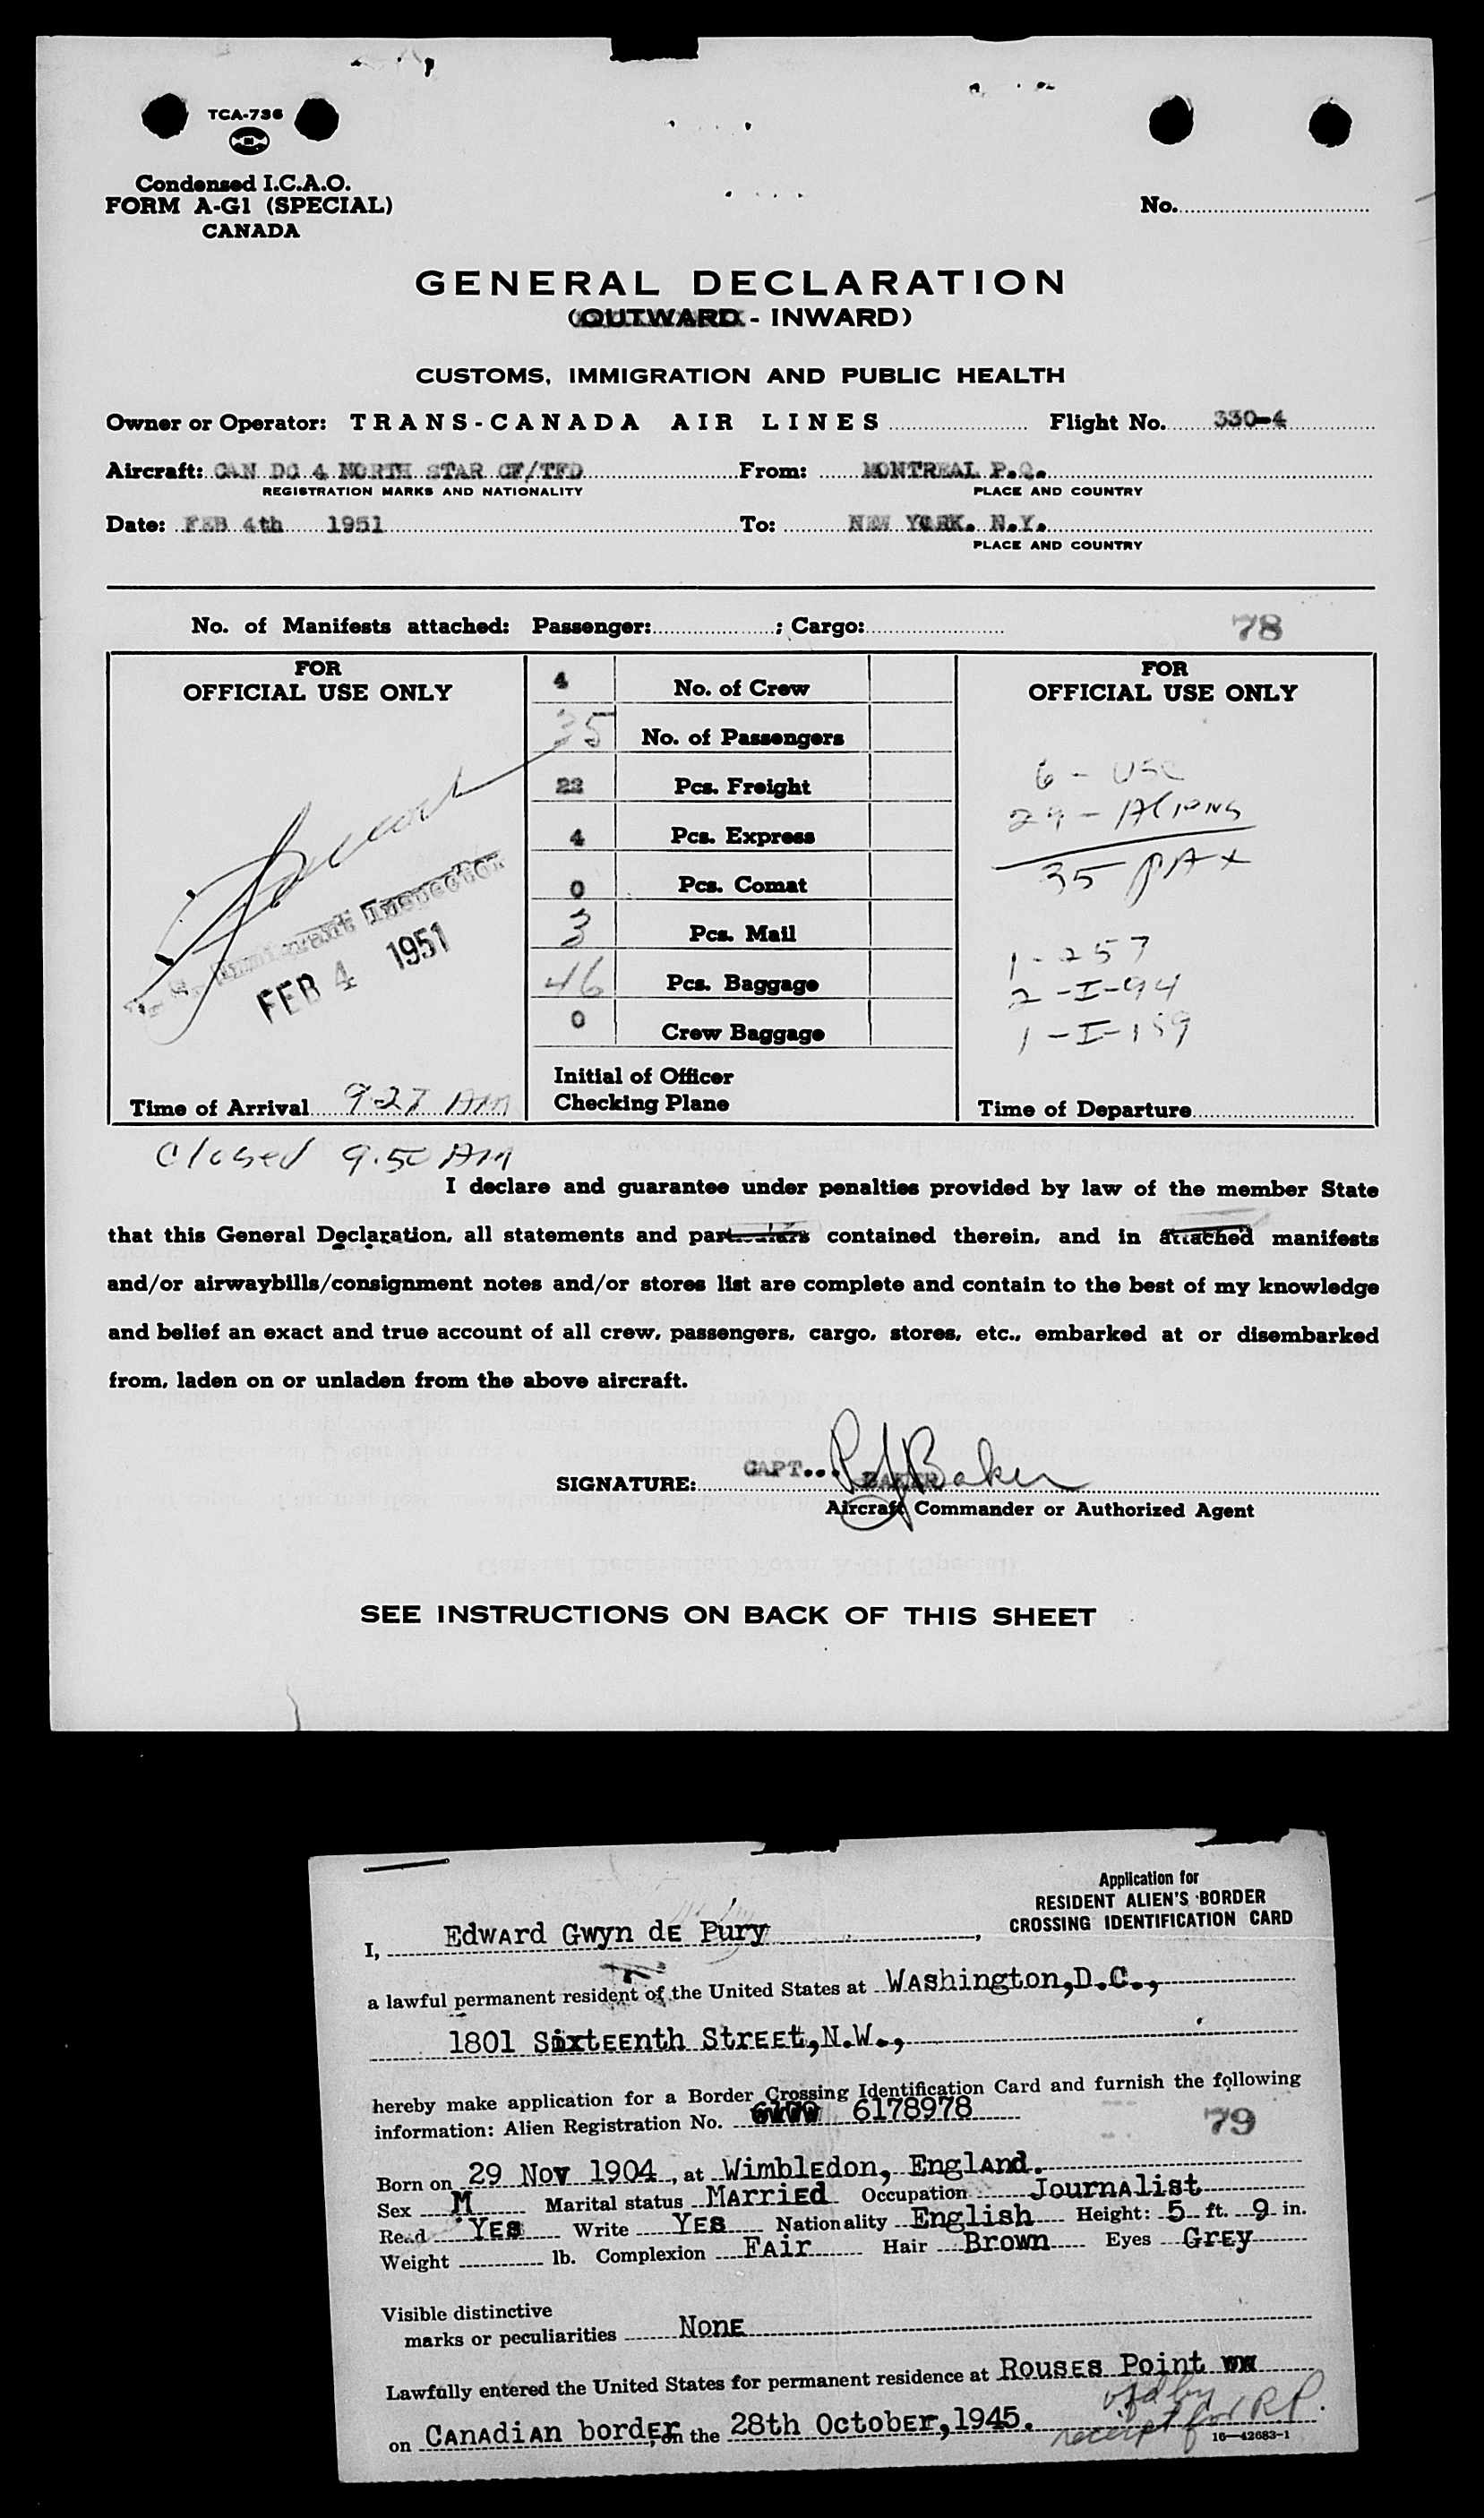 TCA-736
Condensed I.C.A.O.
FORM A-G1 (SPECIAL)
CANADA
No.
GENERAL DECLARATION
(OUTWARD - INWARD)
CUSTOMS, IMMIGRATION AND PUBLIC HEALTH
Owner or Operator: TRANS-CANADA AIR LINES Flight No. 330-4
Aircraft: CAN DC 4 NORTH STAR CF/TFD From: MONTREAL P.Q.
REGISTRATION MARKS AND NATIONALITY PLACE AND COUNTRY
Date: FEB 4th 1951 To: NEW YORK. N.Y.
PLACE AND COUNTRY
No. of Manifests attached: Passenger: ; Cargo: 78
FOR
OFFICIAL USE ONLY
U.S. Immigrant Inspector
FEB 4 1951
Time of Arrival 9-27 AM
4 No. of Crew
35 No. of Passengers
22 Pcs. Freight
4 Pcs. Express
0 Pcs. Comat
3 Pcs. Mail
46 Pcs. Baggage
0 Crew Baggage
Initial of Officer
Checking Plane
FOR
OFFICIAL USE ONLY
6 - USC
29 - Aliens
35 PAX
1-257
2-I-94
1-I-159
Time of Departure
Closed 9.50 AM
I declare and guarantee under penalties provided by law of the member State
that this General Declaration, all statements and particulars contained therein, and in attached manifests
and/or airwaybills/consignment notes and/or stores list are complete and contain to the best of my knowledge
and belief an exact and true account of all crew, passengers, cargo, stores, etc., embarked at or disembarked
from, laden on or unladen from the above aircraft.
SIGNATURE: CAPT... BAKER Baker
Aircraft Commander or Authorized Agent
SEE INSTRUCTIONS ON BACK OF THIS SHEET
Application for
RESIDENT ALIEN'S BORDER
CROSSING IDENTIFICATION CARD
I, Edward Gwyn de Pury,
a lawful permanent resident of the United States at Washington,D.C.,
1801 Sixteenth Street,N.W.,
hereby make application for a Border Crossing Identification Card and furnish the following
information: Alien Registration No. 6178978
79
Born on 29 Nov 1904, at Wimbledon, England.
Sex M Marital status Married Occupation Journalist
Read Yes Write Yes Nationality English Height: 5 ft. 9 in.
Weight lb. Complexion Fair Hair Brown Eyes Grey
Visible distinctive
marks or peculiarities None
Lawfully entered the United States for permanent residence at Rouses Point
on Canadian border, on the 28th October,1945.
vfd by
receipt for RP.
16—42683-1